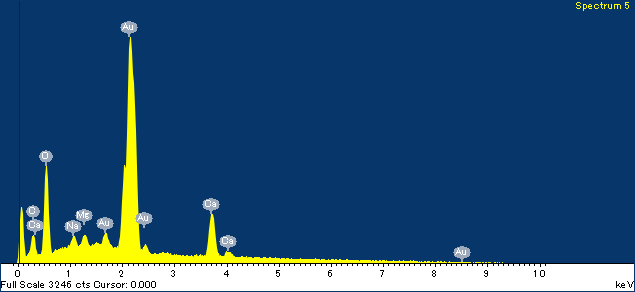 Spectrum 5
Au
O
Ca
C
Ca
Na
Mg
Au
Au
Ca
Au
0 1 2 3 4 5 6 7 8 9 10
Full Scale 3246 cts Cursor: 0.000 keV